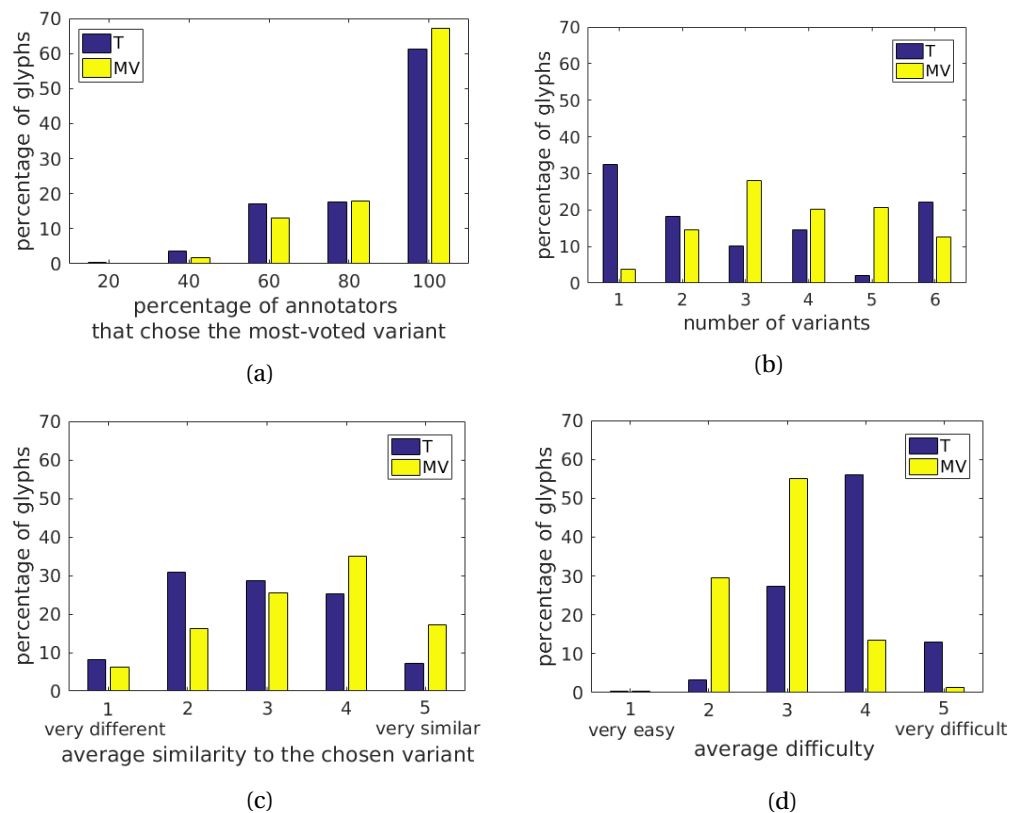 percentage of glyphs
70
60
50
40
30
20
10
0
T
MV
20 40 60 80 100
percentage of annotators
that chose the most-voted variant
(a)
percentage of glyphs
70
60
50
40
30
20
10
0
T
MV
1 2 3 4 5 6
number of variants
(b)
percentage of glyphs
70
60
50
40
30
20
10
0
T
MV
1 2 3 4 5
very different very similar
average similarity to the chosen variant
(c)
percentage of glyphs
70
60
50
40
30
20
10
0
T
MV
1 2 3 4 5
very easy very difficult
average difficulty
(d)